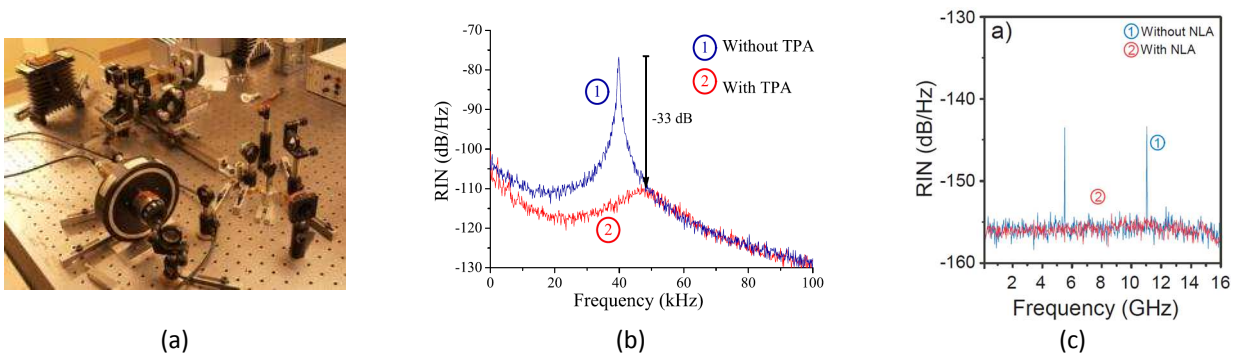 -70
-80
-90
-100
-110
-120
-130
RIN (dB/Hz)
0
20
40
60
80
100
Frequency (kHz)
1 Without TPA
2 With TPA
1
2
-33 dB
a)
-130
-140
-150
-160
RIN (dB/Hz)
2 4 6 8 10 12 14 16
Frequency (GHz)
1 Without NLA
2 With NLA
1
2
(a)
(b)
(c)